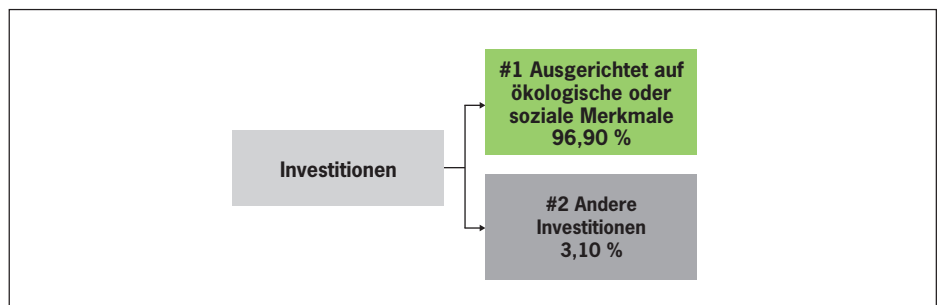 #1 Ausgerichtet auf
ökologische oder
soziale Merkmale
96,90 %
Investitionen
#2 Andere
Investitionen
3,10 %